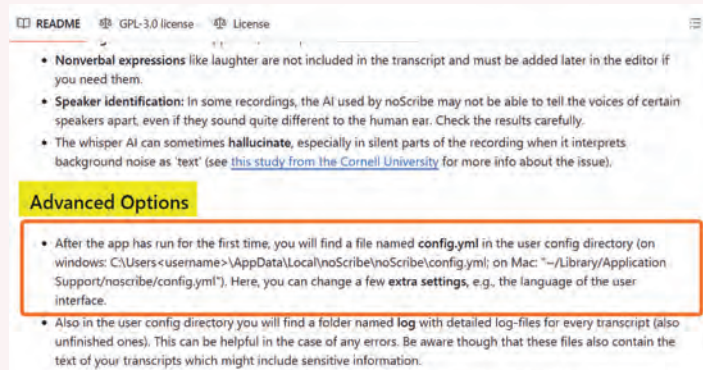 README GPL-3.0 license License
• Nonverbal expressions like laughter are not included in the transcript and must be added later in the editor if
you need them.
• Speaker identification: In some recordings, the AI used by noScribe may not be able to tell the voices of certain
speakers apart, even if they sound quite different to the human ear. Check the results carefully.
• The whisper AI can sometimes hallucinate, especially in silent parts of the recording when it interprets
background noise as 'text' (see this study from the Cornell University for more info about the issue).
Advanced Options
• After the app has run for the first time, you will find a file named config.yml in the user config directory (on
windows: C:\Users<username>\AppData\Local\noScribe\noScribe\config.yml; on Mac: "~/Library/Application
Support/noscribe/config.yml"). Here, you can change a few extra settings, e.g., the language of the user
interface.
• Also in the user config directory you will find a folder named log with detailed log-files for every transcript (also
unfinished ones). This can be helpful in the case of any errors. Be aware though that these files also contain the
text of your transcripts which might include sensitive information.